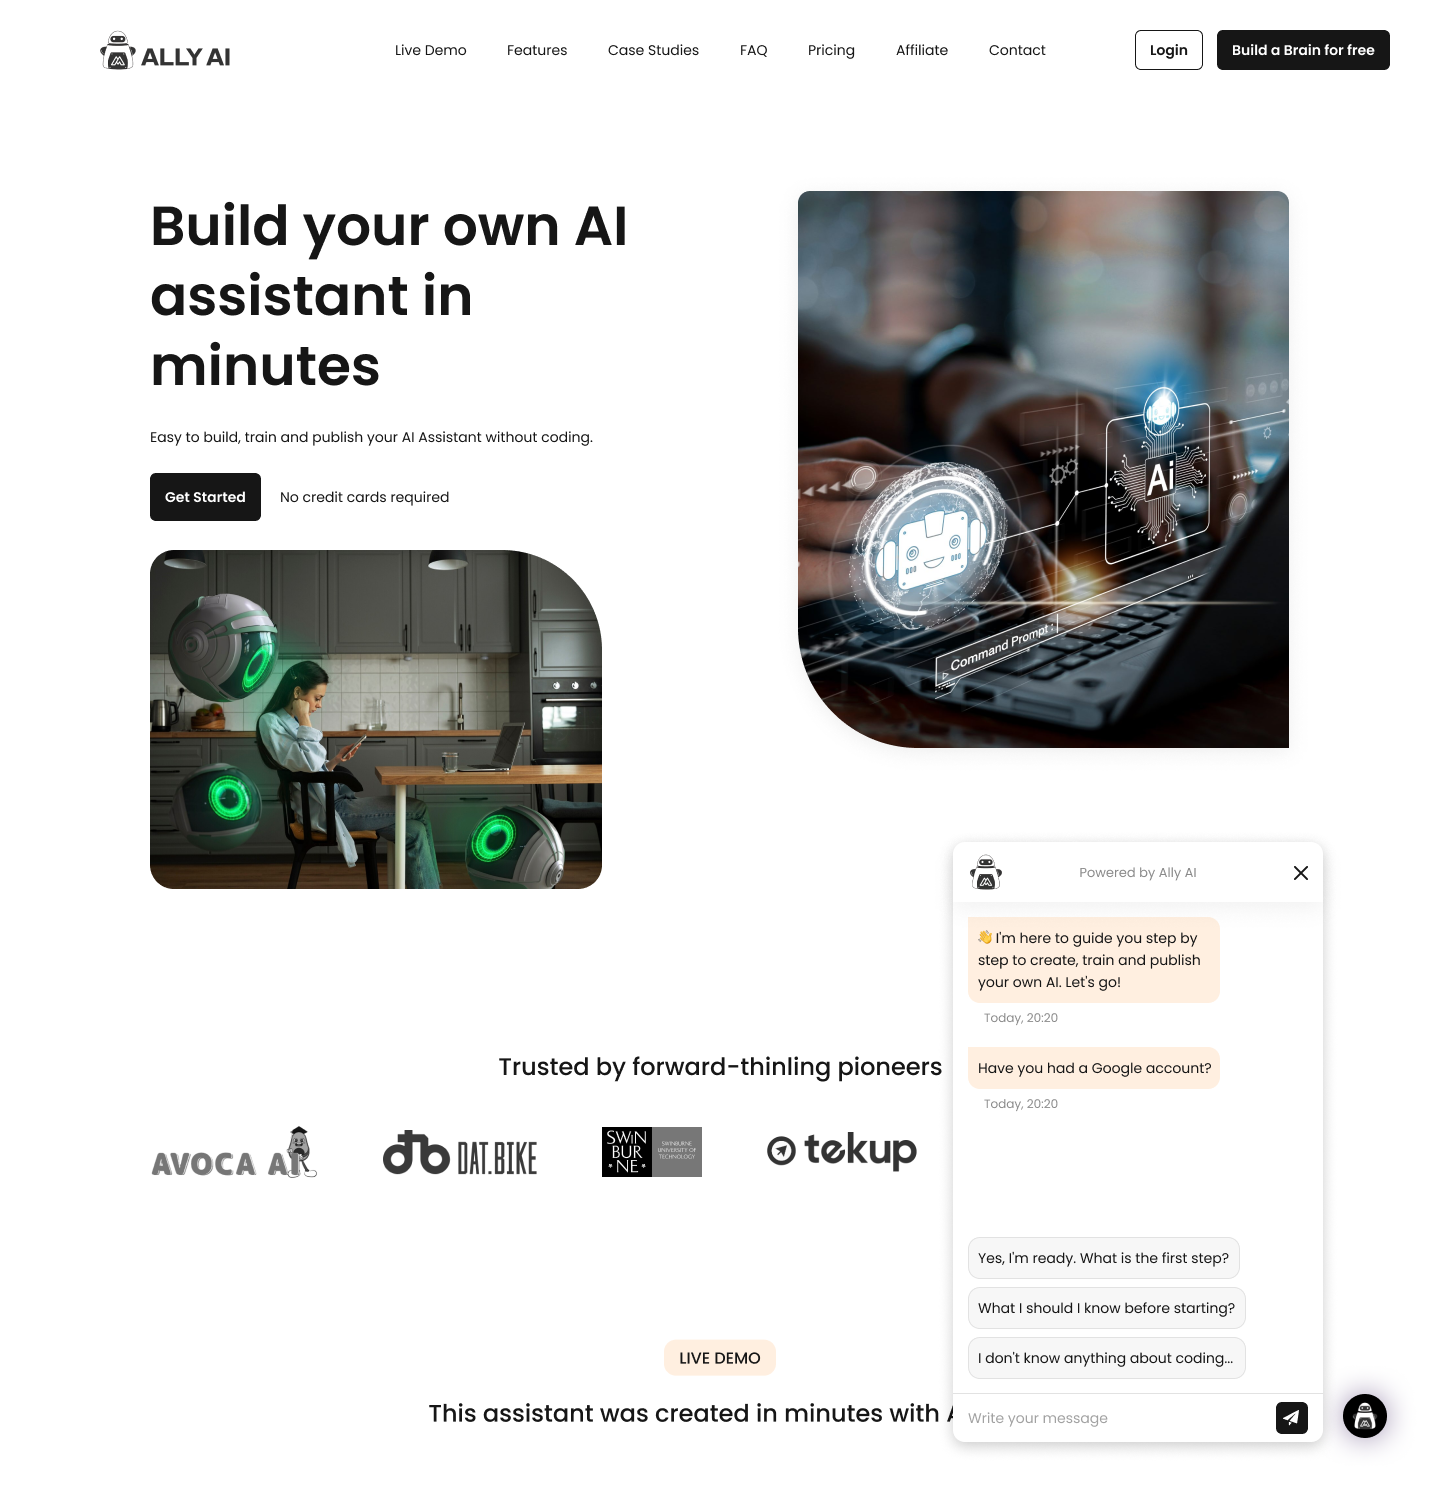 ALLY AI
Live Demo
Features
Case Studies
FAQ
Pricing
Affiliate
Contact
Login
Build a Brain for free
Build your own AI
assistant in
minutes
Easy to build, train and publish your AI Assistant without coding.
Get Started
No credit cards required
Ai
Command Prompt :
Powered by Ally AI
👋 I'm here to guide you step by
step to create, train and publish
your own AI. Let's go!
Today, 20:20
Have you had a Google account?
Today, 20:20
Trusted by forward-thinling pioneers
AVOCA AI
DAT.BIKE
SWiN
BUR
*NE*
SWINBURNE
UNIVERSITY OF
TECHNOLOGY
tekup
Yes, I'm ready. What is the first step?
What I should I know before starting?
I don't know anything about coding...
LIVE DEMO
This assistant was created in minutes with A
Write your message